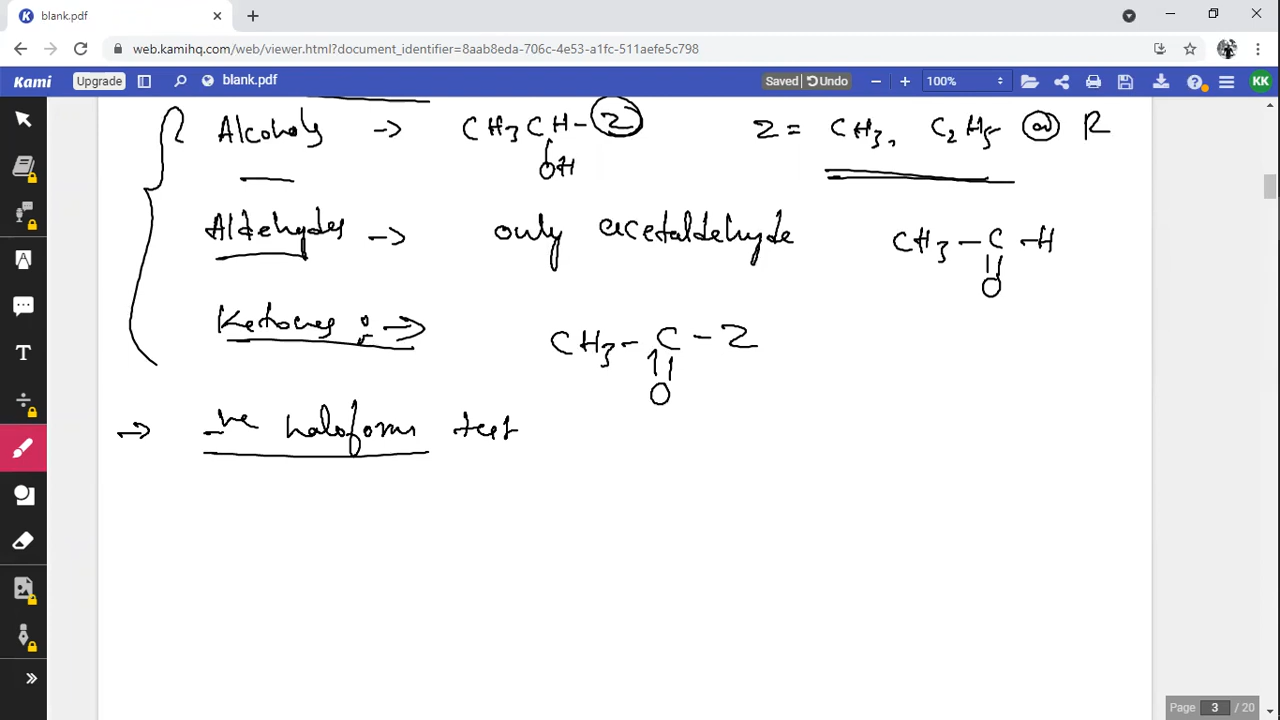 blank.pdf
web.kamihq.com/web/viewer.html?document_identifier=8aab8eda-706c-4e53-a1fc-511aefe5c798
Kami Upgrade blank.pdf Saved Undo 100% KK
Alcohols → CH3CH-Z Z = CH3, C2H5 or R
OH
Aldehydes → only acetaldehyde CH3-C-H
O
Ketones :→ CH3-C-Z
O
→ -ve haloform test
Page 3 / 20